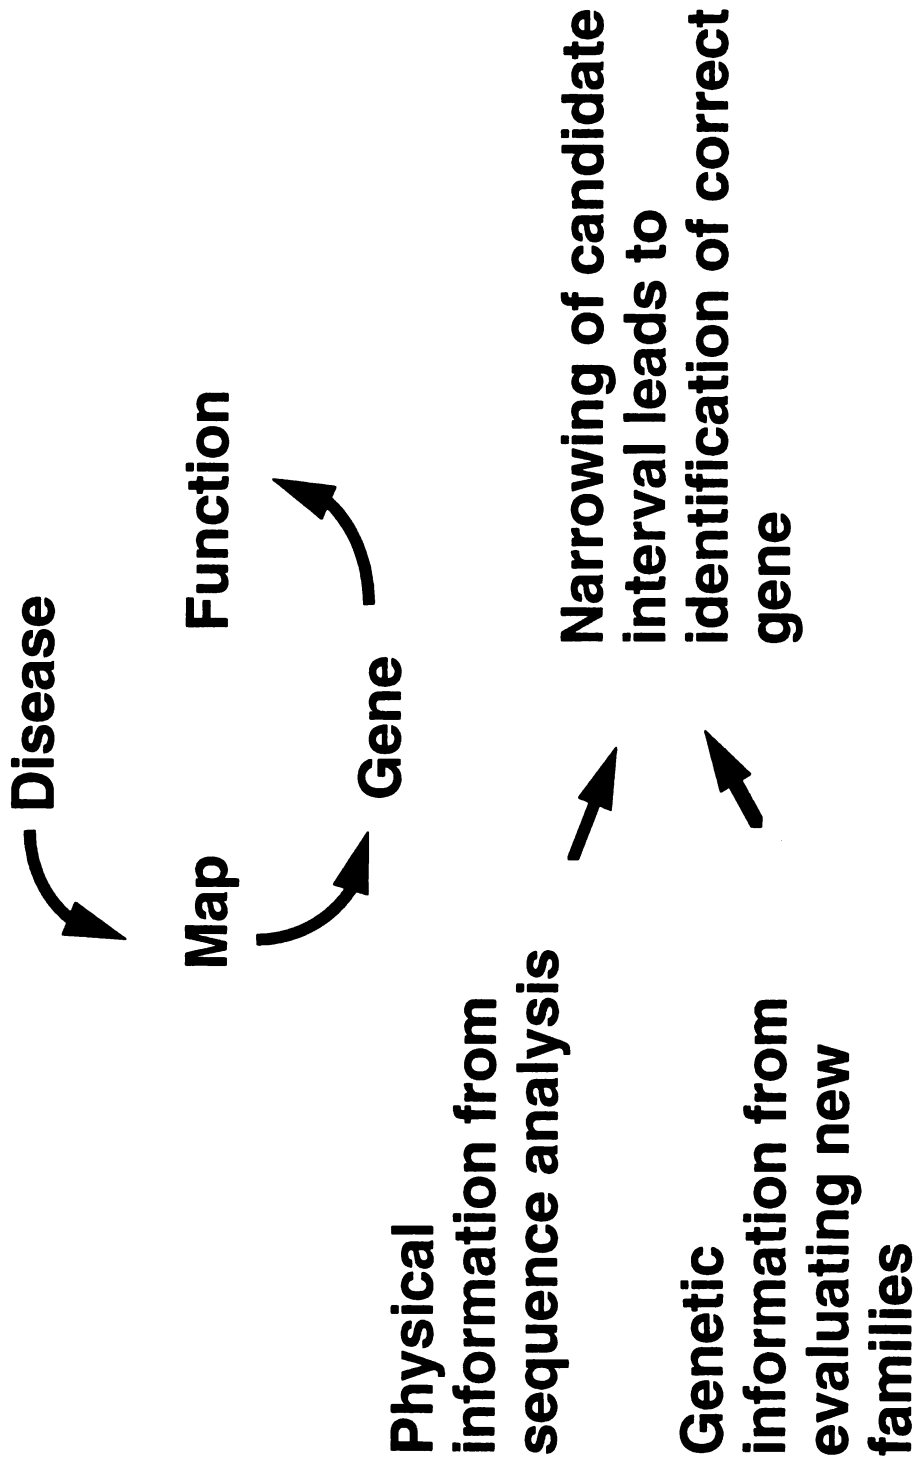 Disease
Map
Function
Gene
Physical
information from
sequence analysis
Genetic
information from
evaluating new
families
Narrowing of candidate
interval leads to
identification of correct
gene